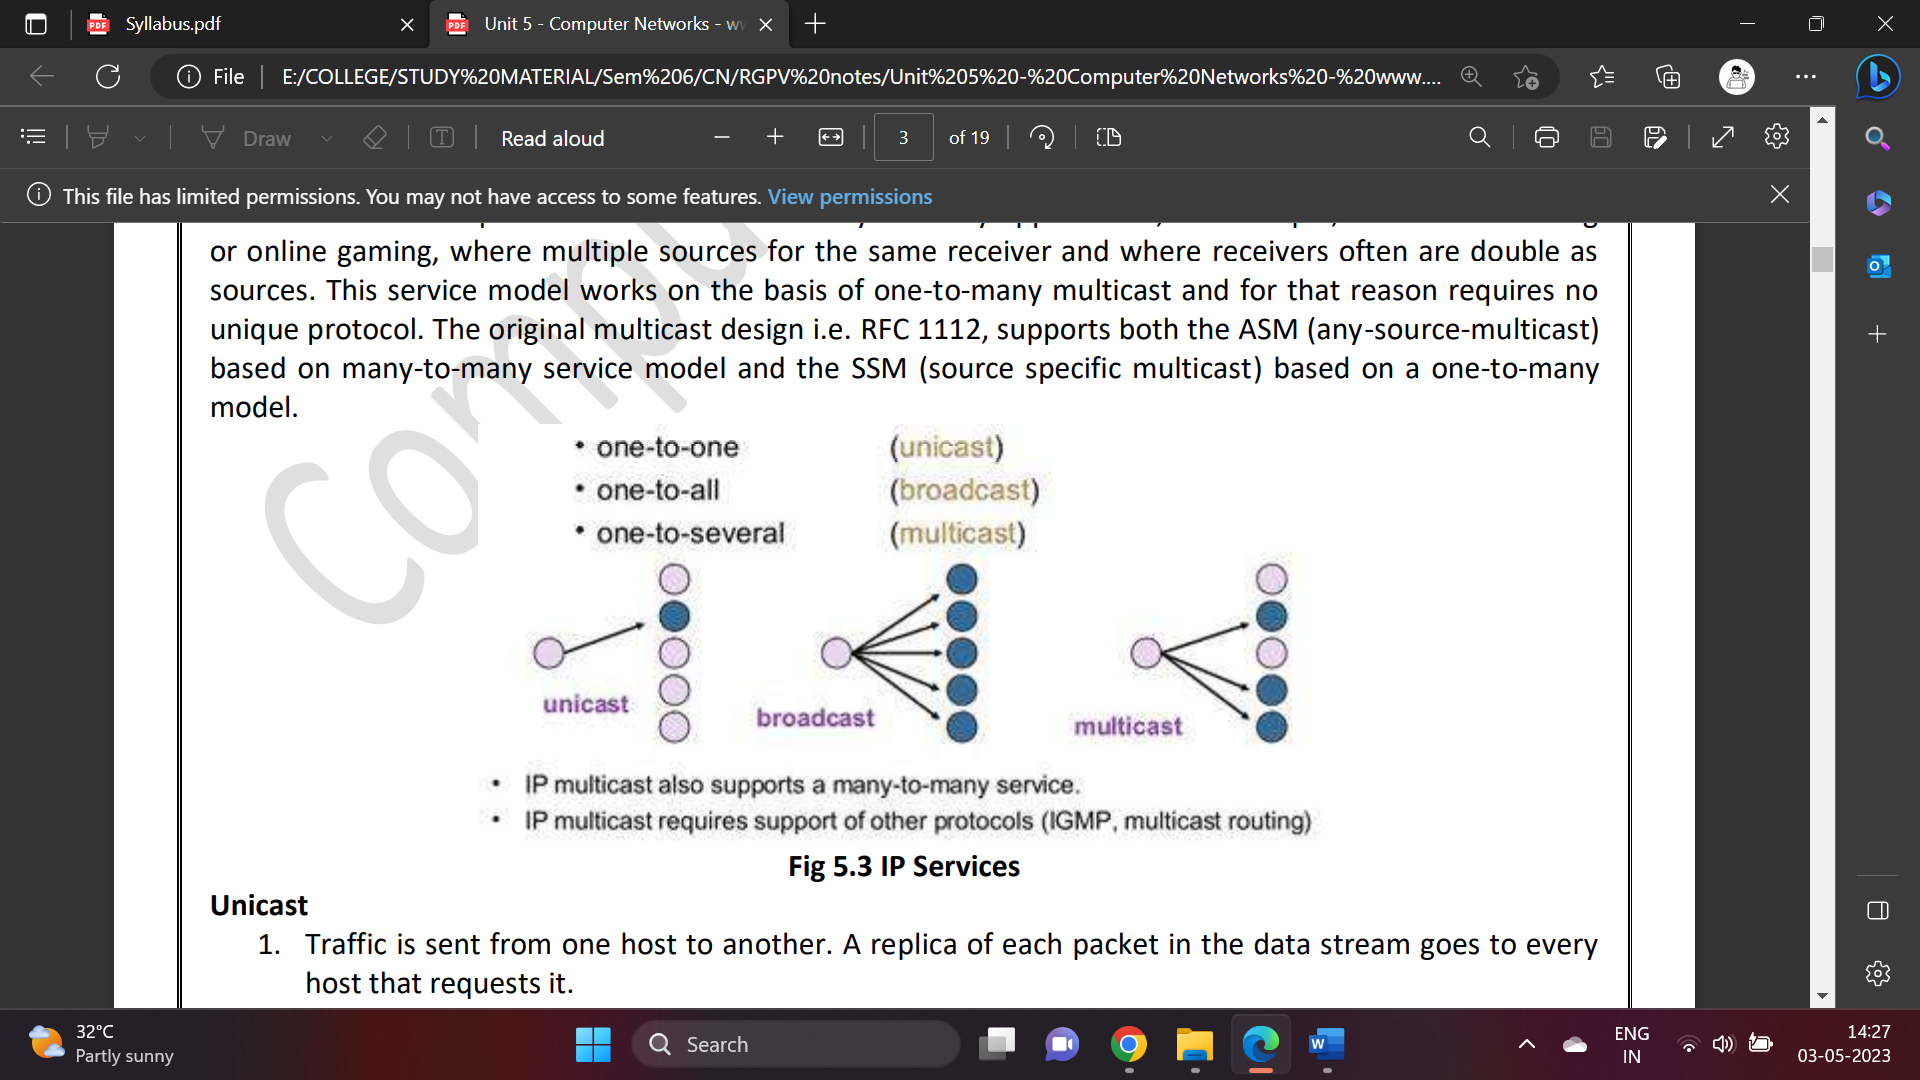 Syllabus.pdf
Unit 5 - Computer Networks - w
File
E:/COLLEGE/STUDY%20MATERIAL/Sem%206/CN/RGPV%20notes/Unit%205%20-%20Computer%20Networks%20-%20www....
Draw
Read aloud
3 of 19
This file has limited permissions. You may not have access to some features. View permissions
or online gaming, where multiple sources for the same receiver and where receivers often are double as
sources. This service model works on the basis of one-to-many multicast and for that reason requires no
unique protocol. The original multicast design i.e. RFC 1112, supports both the ASM (any-source-multicast)
based on many-to-many service model and the SSM (source specific multicast) based on a one-to-many
model.
• one-to-one (unicast)
• one-to-all (broadcast)
• one-to-several (multicast)
unicast
broadcast
multicast
• IP multicast also supports a many-to-many service.
• IP multicast requires support of other protocols (IGMP, multicast routing)
Fig 5.3 IP Services
Unicast
1. Traffic is sent from one host to another. A replica of each packet in the data stream goes to every
host that requests it.
32°C
Partly sunny
Search
ENG
IN
14:27
03-05-2023